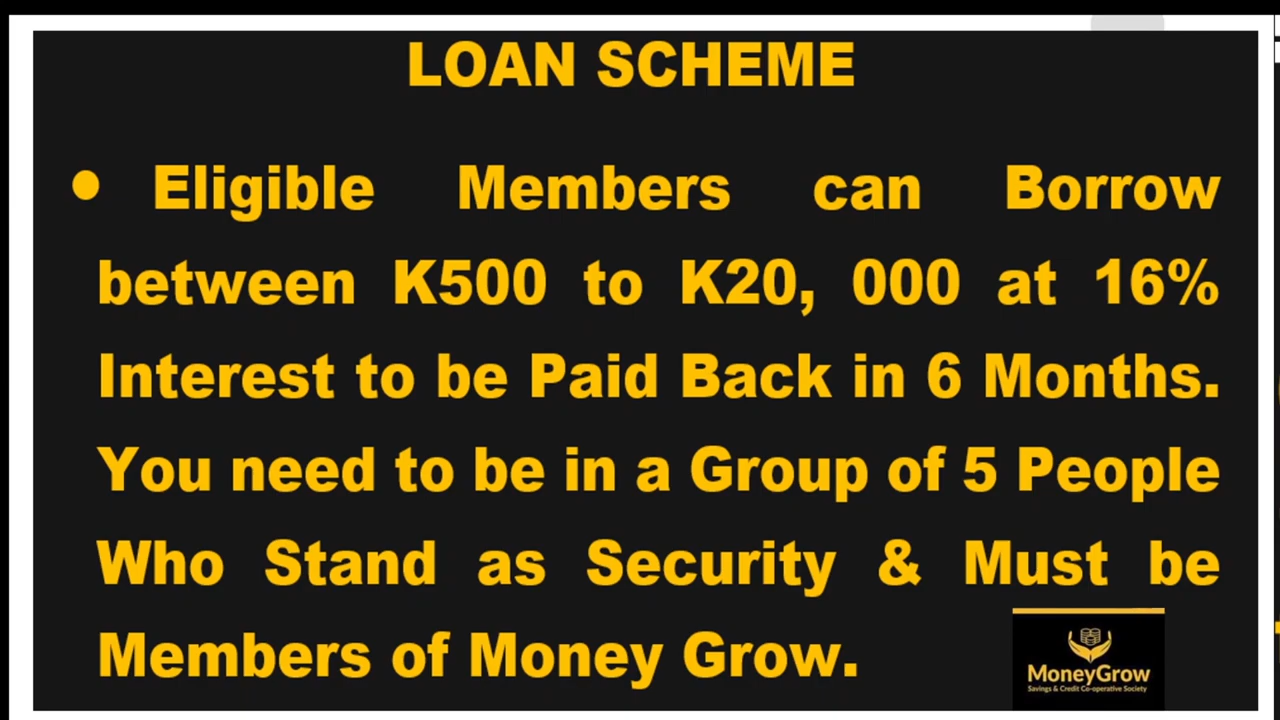 LOAN SCHEME
• Eligible Members can Borrow
between K500 to K20, 000 at 16%
Interest to be Paid Back in 6 Months.
You need to be in a Group of 5 People
Who Stand as Security & Must be
Members of Money Grow.
MoneyGrow
Savings & Credit Co-operative Society